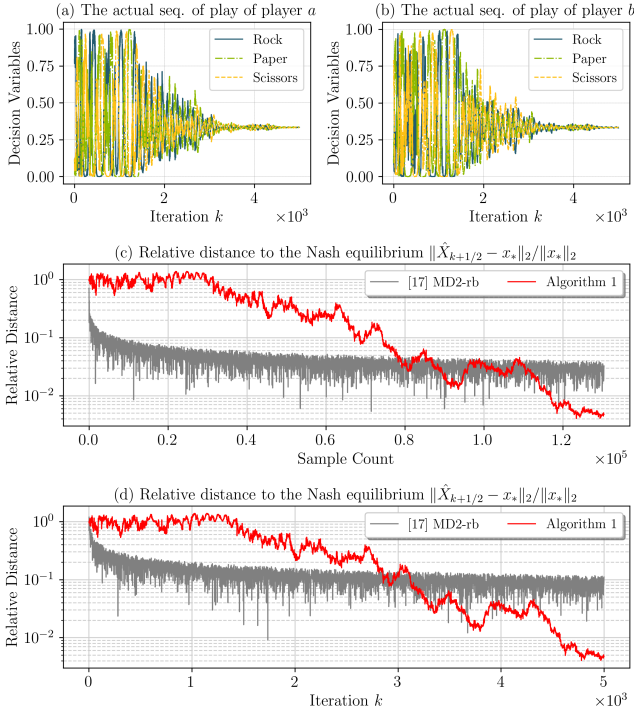 (a) The actual seq. of play of player a
(b) The actual seq. of play of player b
Decision Variables
1.00
0.75
0.50
0.25
0.00
Rock
Paper
Scissors
0
2000
4000
Iteration k
×10³
Decision Variables
1.00
0.75
0.50
0.25
0.00
Rock
Paper
Scissors
0
2000
4000
Iteration k
×10³
(c) Relative distance to the Nash equilibrium ‖X̂ₖ₊₁/₂ − x∗‖₂/‖x∗‖₂
Relative Distance
10⁰
10⁻¹
10⁻²
[17] MD2-rb
Algorithm 1
0.0
0.2
0.4
0.6
0.8
1.0
1.2
Sample Count
×10⁵
(d) Relative distance to the Nash equilibrium ‖X̂ₖ₊₁/₂ − x∗‖₂/‖x∗‖₂
Relative Distance
10⁰
10⁻¹
10⁻²
[17] MD2-rb
Algorithm 1
0
1
2
3
4
5
Iteration k
×10³